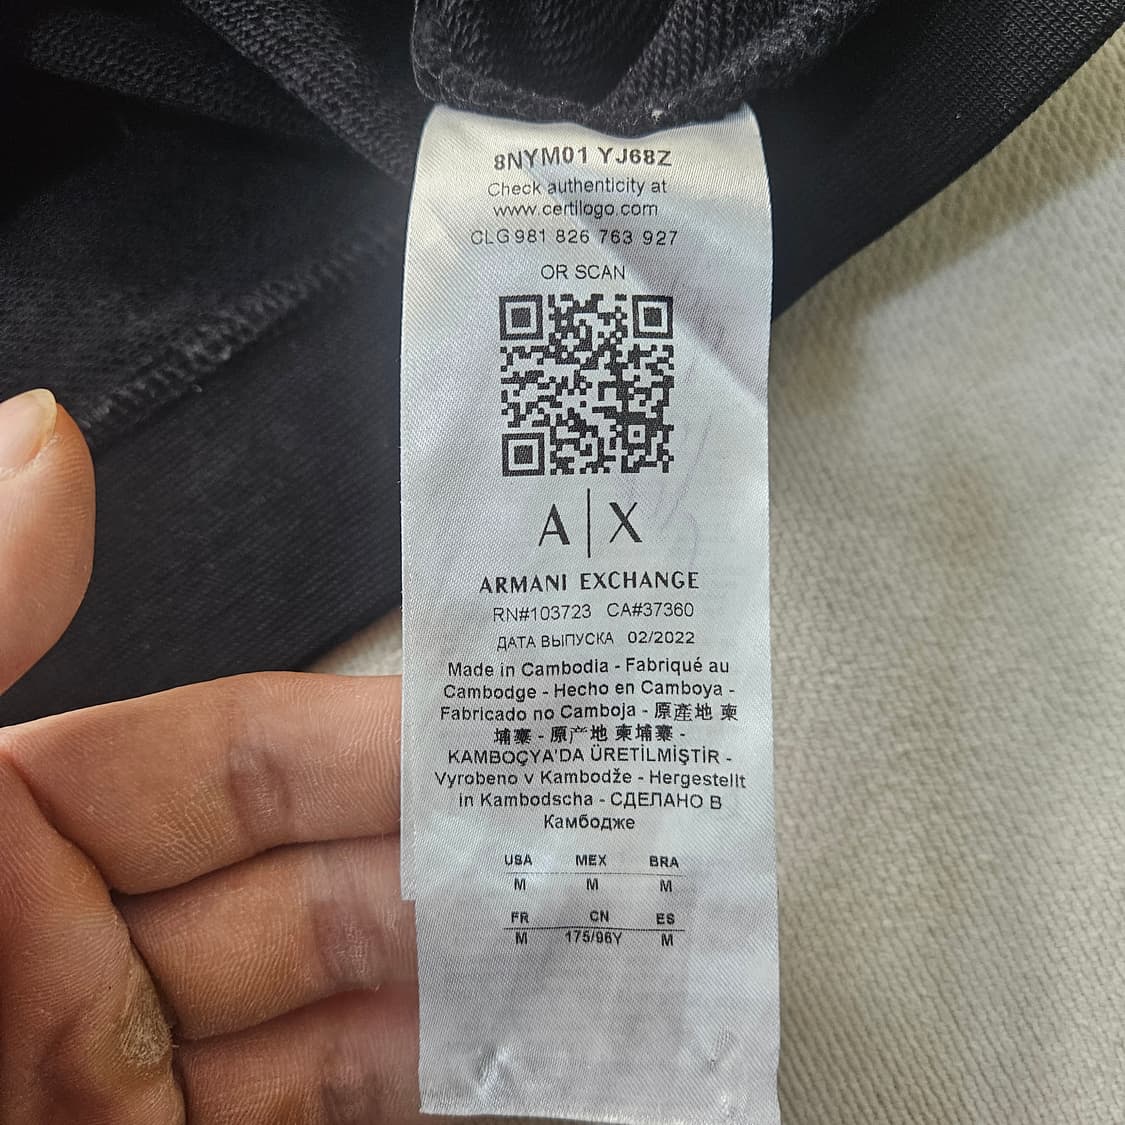 8NYM01 YJ68Z
Check authenticity at
www.certilogo.com
CLG 981 826 763 927
OR SCAN
A|X
ARMANI EXCHANGE
RN#103723 CA#37360
ДАТА ВЫПУСКА 02/2022
Made in Cambodia - Fabriqué au
Cambodge - Hecho en Camboya -
Fabricado no Camboja - 原產地 柬
埔寨 - 原产地 柬埔寨 -
KAMBOÇYA'DA ÜRETİLMİŞTİR -
Vyrobeno v Kambodže - Hergestellt
in Kambodscha - СДЕЛАНО В
Камбодже
USA MEX BRA
M M M
FR CN ES
M 175/96Y M